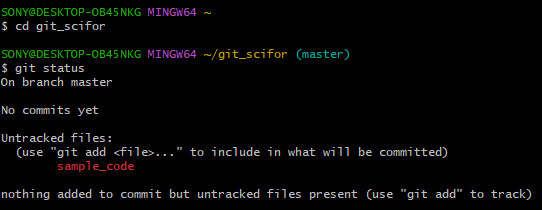 SONY@DESKTOP-OB45NKG MINGW64 ~
$ cd git_scifor
SONY@DESKTOP-OB45NKG MINGW64 ~/git_scifor (master)
$ git status
On branch master
No commits yet
Untracked files:
(use "git add <file>..." to include in what will be committed)
sample_code
nothing added to commit but untracked files present (use "git add" to track)